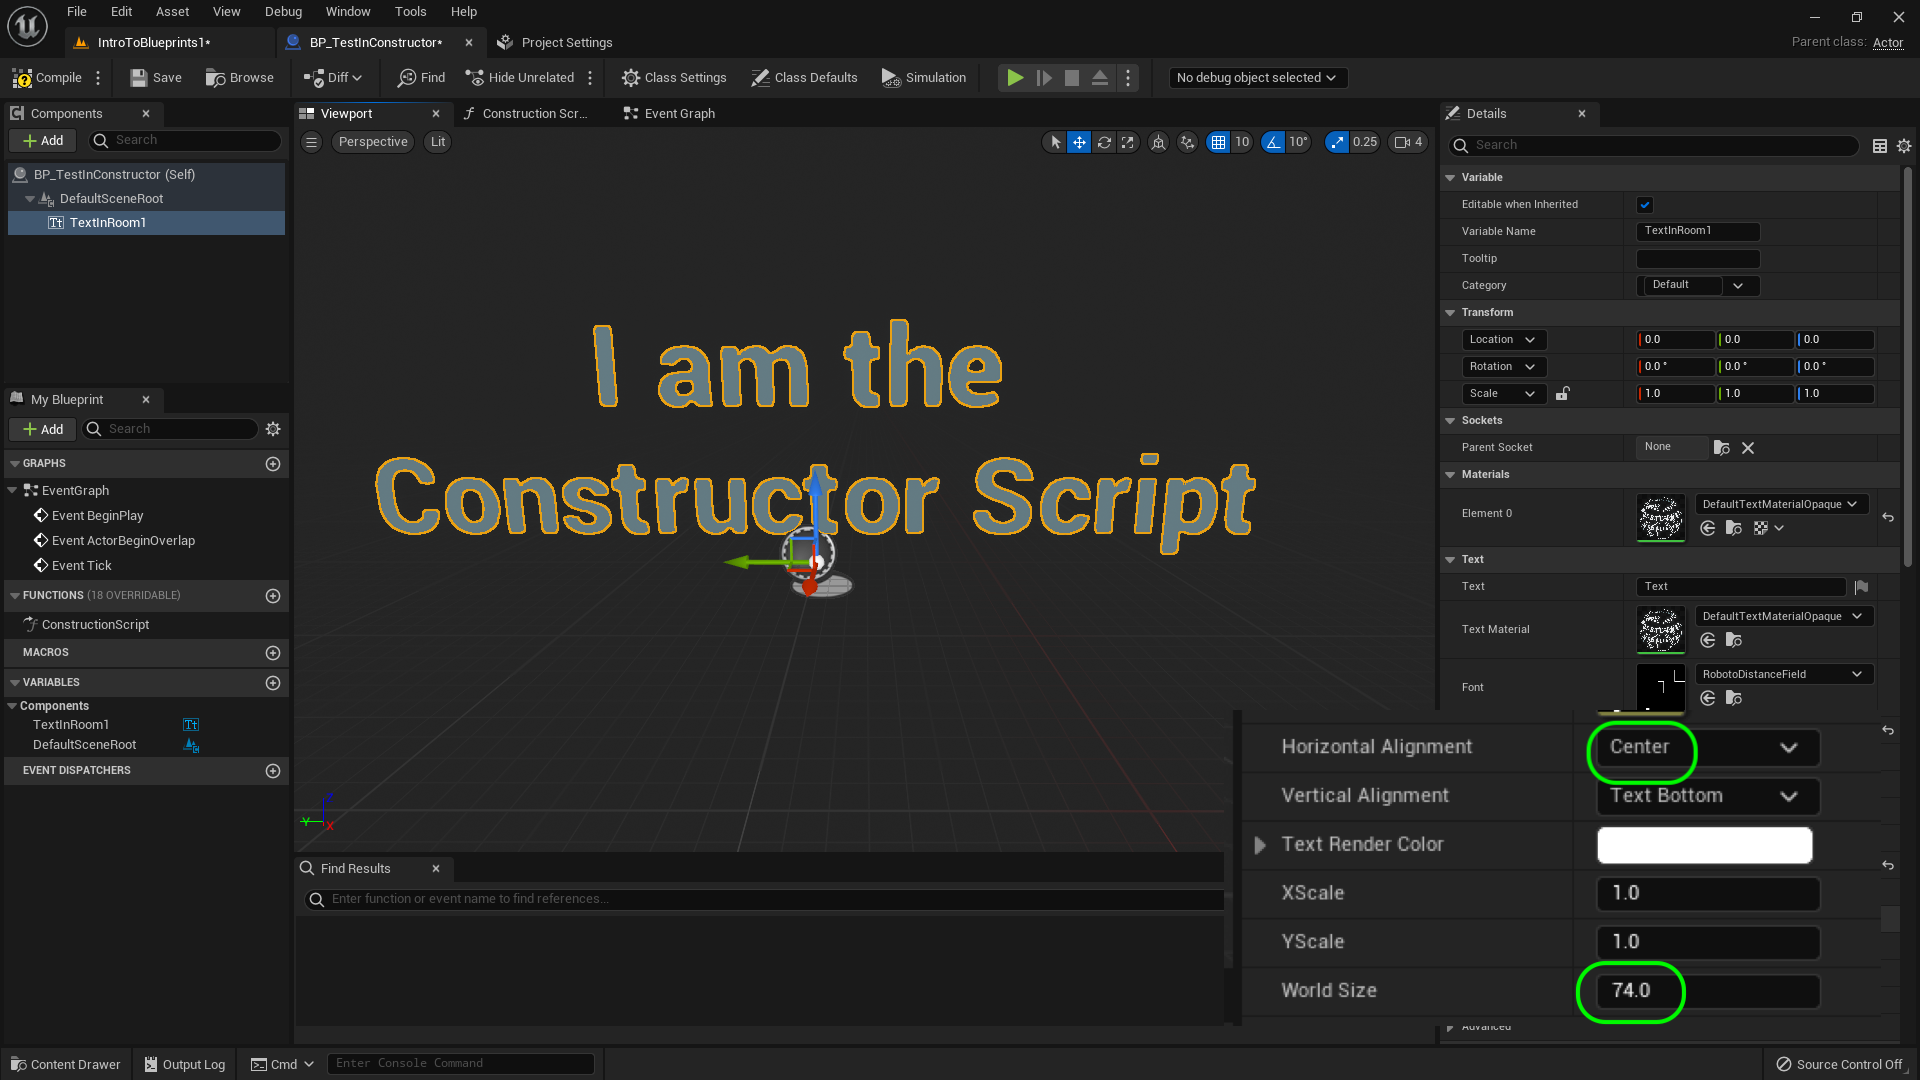 File Edit Asset View Debug Window Tools Help
IntroToBlueprints1* BP_TestInConstructor* Project Settings
Parent class: Actor
Compile Save Browse Diff Find Hide Unrelated Class Settings Class Defaults Simulation No debug object selected
Components
Add Search
BP_TestInConstructor (Self)
DefaultSceneRoot
Tt TextInRoom1
My Blueprint
Add Search
GRAPHS
EventGraph
Event BeginPlay
Event ActorBeginOverlap
Event Tick
FUNCTIONS (18 OVERRIDABLE)
ConstructionScript
MACROS
VARIABLES
Components
TextInRoom1 Tt
DefaultSceneRoot
EVENT DISPATCHERS
Viewport Construction Scr... Event Graph
Perspective Lit 10 10° 0.25 4
I am the
Constructor Script
Z
Y
X
Find Results
Enter function or event name to find references...
Details
Search
Variable
Editable when Inherited
Variable Name TextInRoom1
Tooltip
Category Default
Transform
Location 0.0 0.0 0.0
Rotation 0.0 ° 0.0 ° 0.0 °
Scale 1.0 1.0 1.0
Sockets
Parent Socket None
Materials
Element 0 DefaultTextMaterialOpaque
Text
Text Text
Text Material DefaultTextMaterialOpaque
Font RobotoDistanceField
Horizontal Alignment Center
Vertical Alignment Text Bottom
Text Render Color
XScale 1.0
YScale 1.0
World Size 74.0
Advanced
Content Drawer Output Log Cmd Enter Console Command Source Control Off